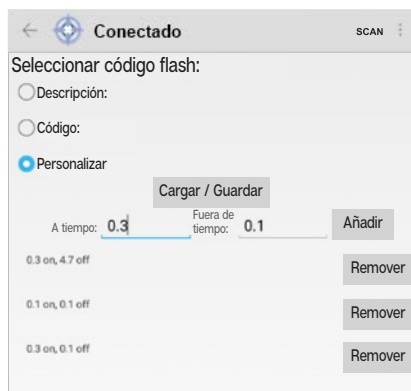 Conectado SCAN
Seleccionar código flash:
Descripción:
Código:
Personalizar
Cargar / Guardar
A tiempo: 0.3 Fuera de tiempo: 0.1 Añadir
0.3 on, 4.7 off Remover
0.1 on, 0.1 off Remover
0.3 on, 0.1 off Remover